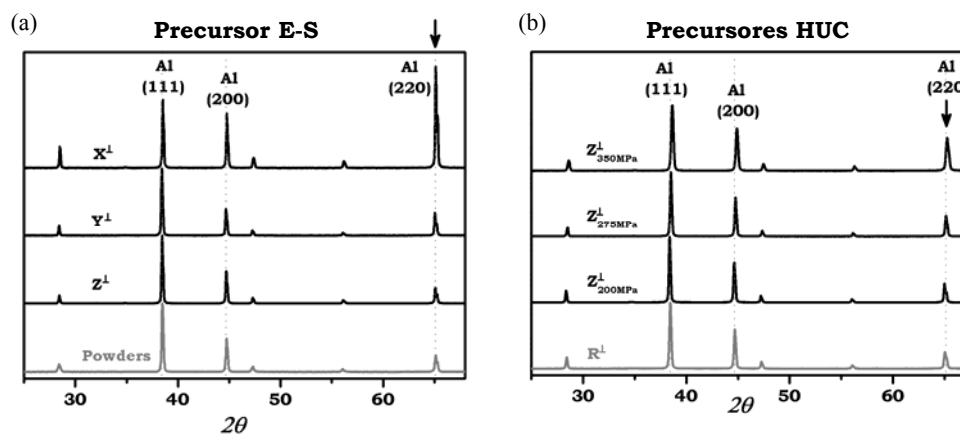 (a)
Precursor E-S
Al
(111)
Al
(200)
Al
(220)
X⊥
Y⊥
Z⊥
Powders
30 40 50 60
2θ
(b)
Precursores HUC
Al
(111)
Al
(200)
Al
(220)
Z⊥350MPa
Z⊥275MPa
Z⊥200MPa
R⊥
30 40 50 60
2θ